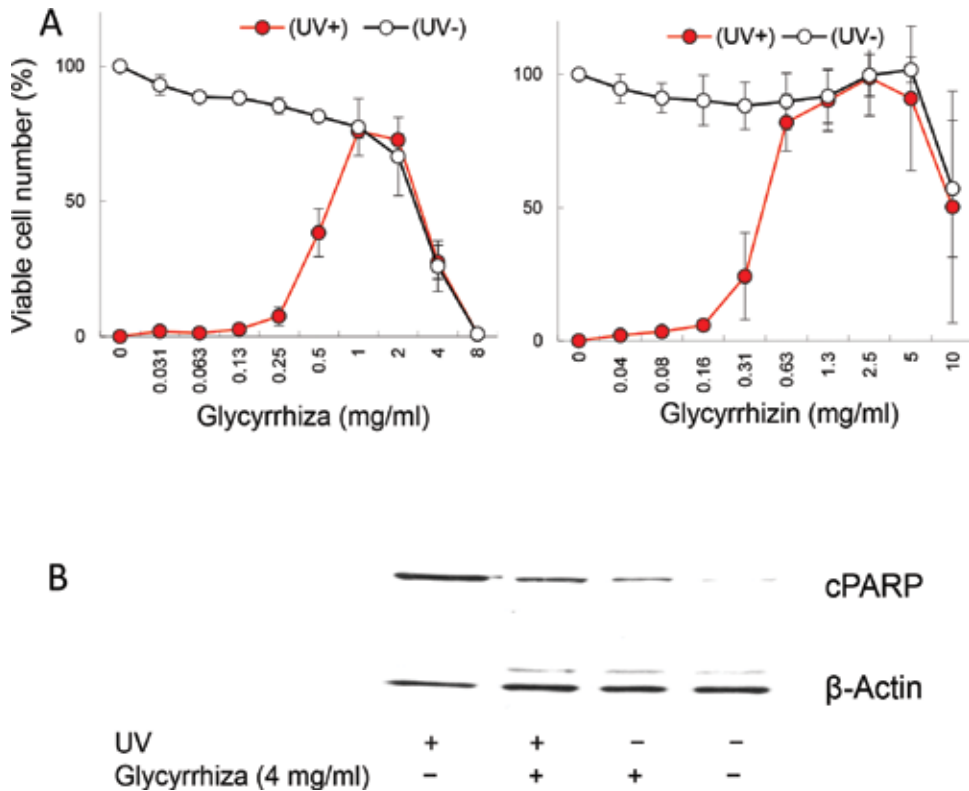 A
(UV+) (UV-)
(UV+) (UV-)
Viable cell number (%)
100
50
0
0 0.031 0.063 0.13 0.25 0.5 1 2 4 8
Glycyrrhiza (mg/ml)
100
50
0
0 0.04 0.08 0.16 0.31 0.63 1.3 2.5 5 10
Glycyrrhizin (mg/ml)
B
cPARP
β-Actin
UV + + − −
Glycyrrhiza (4 mg/ml) − + + −